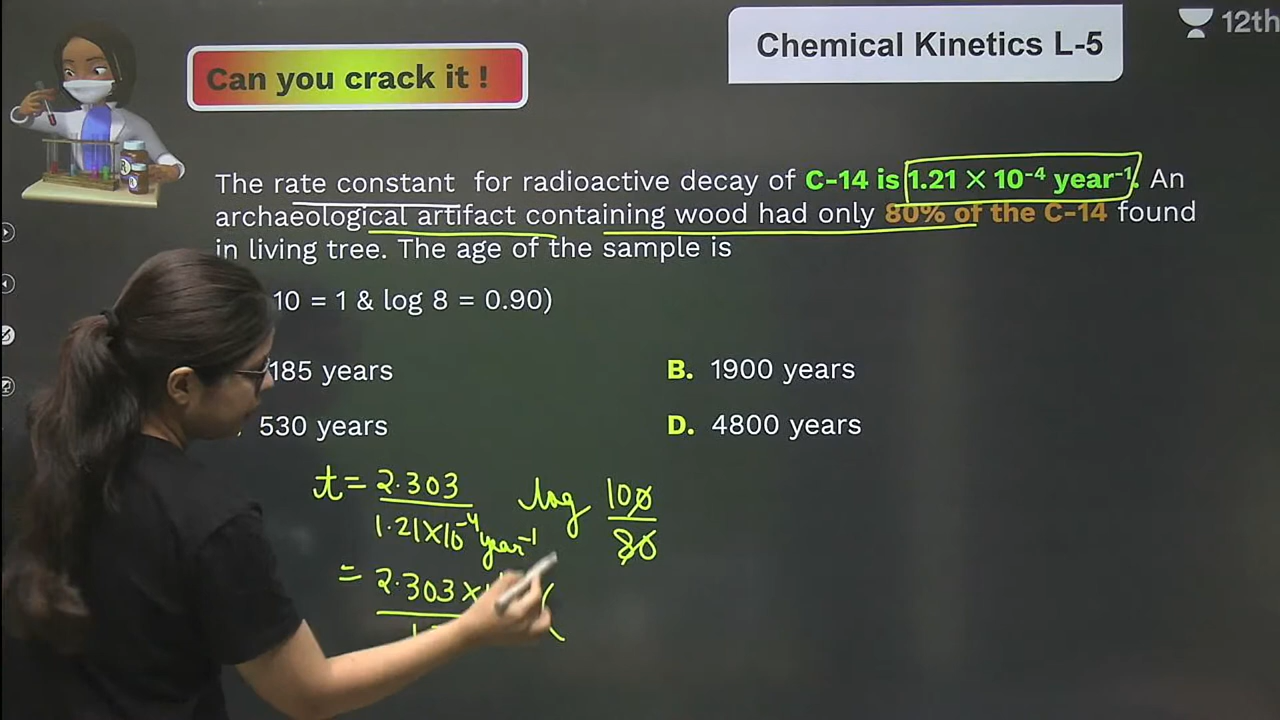 Chemical Kinetics L-5
12th
Can you crack it !
The rate constant for radioactive decay of C-14 is 1.21 × 10⁻⁴ year⁻¹. An
archaeological artifact containing wood had only 80% of the C-14 found
in living tree. The age of the sample is
10 = 1 & log 8 = 0.90)
185 years
B. 1900 years
530 years
D. 4800 years
t = 2.303 / 1.21×10⁻⁴ year⁻¹ log 100 / 80
= 2.303 ×